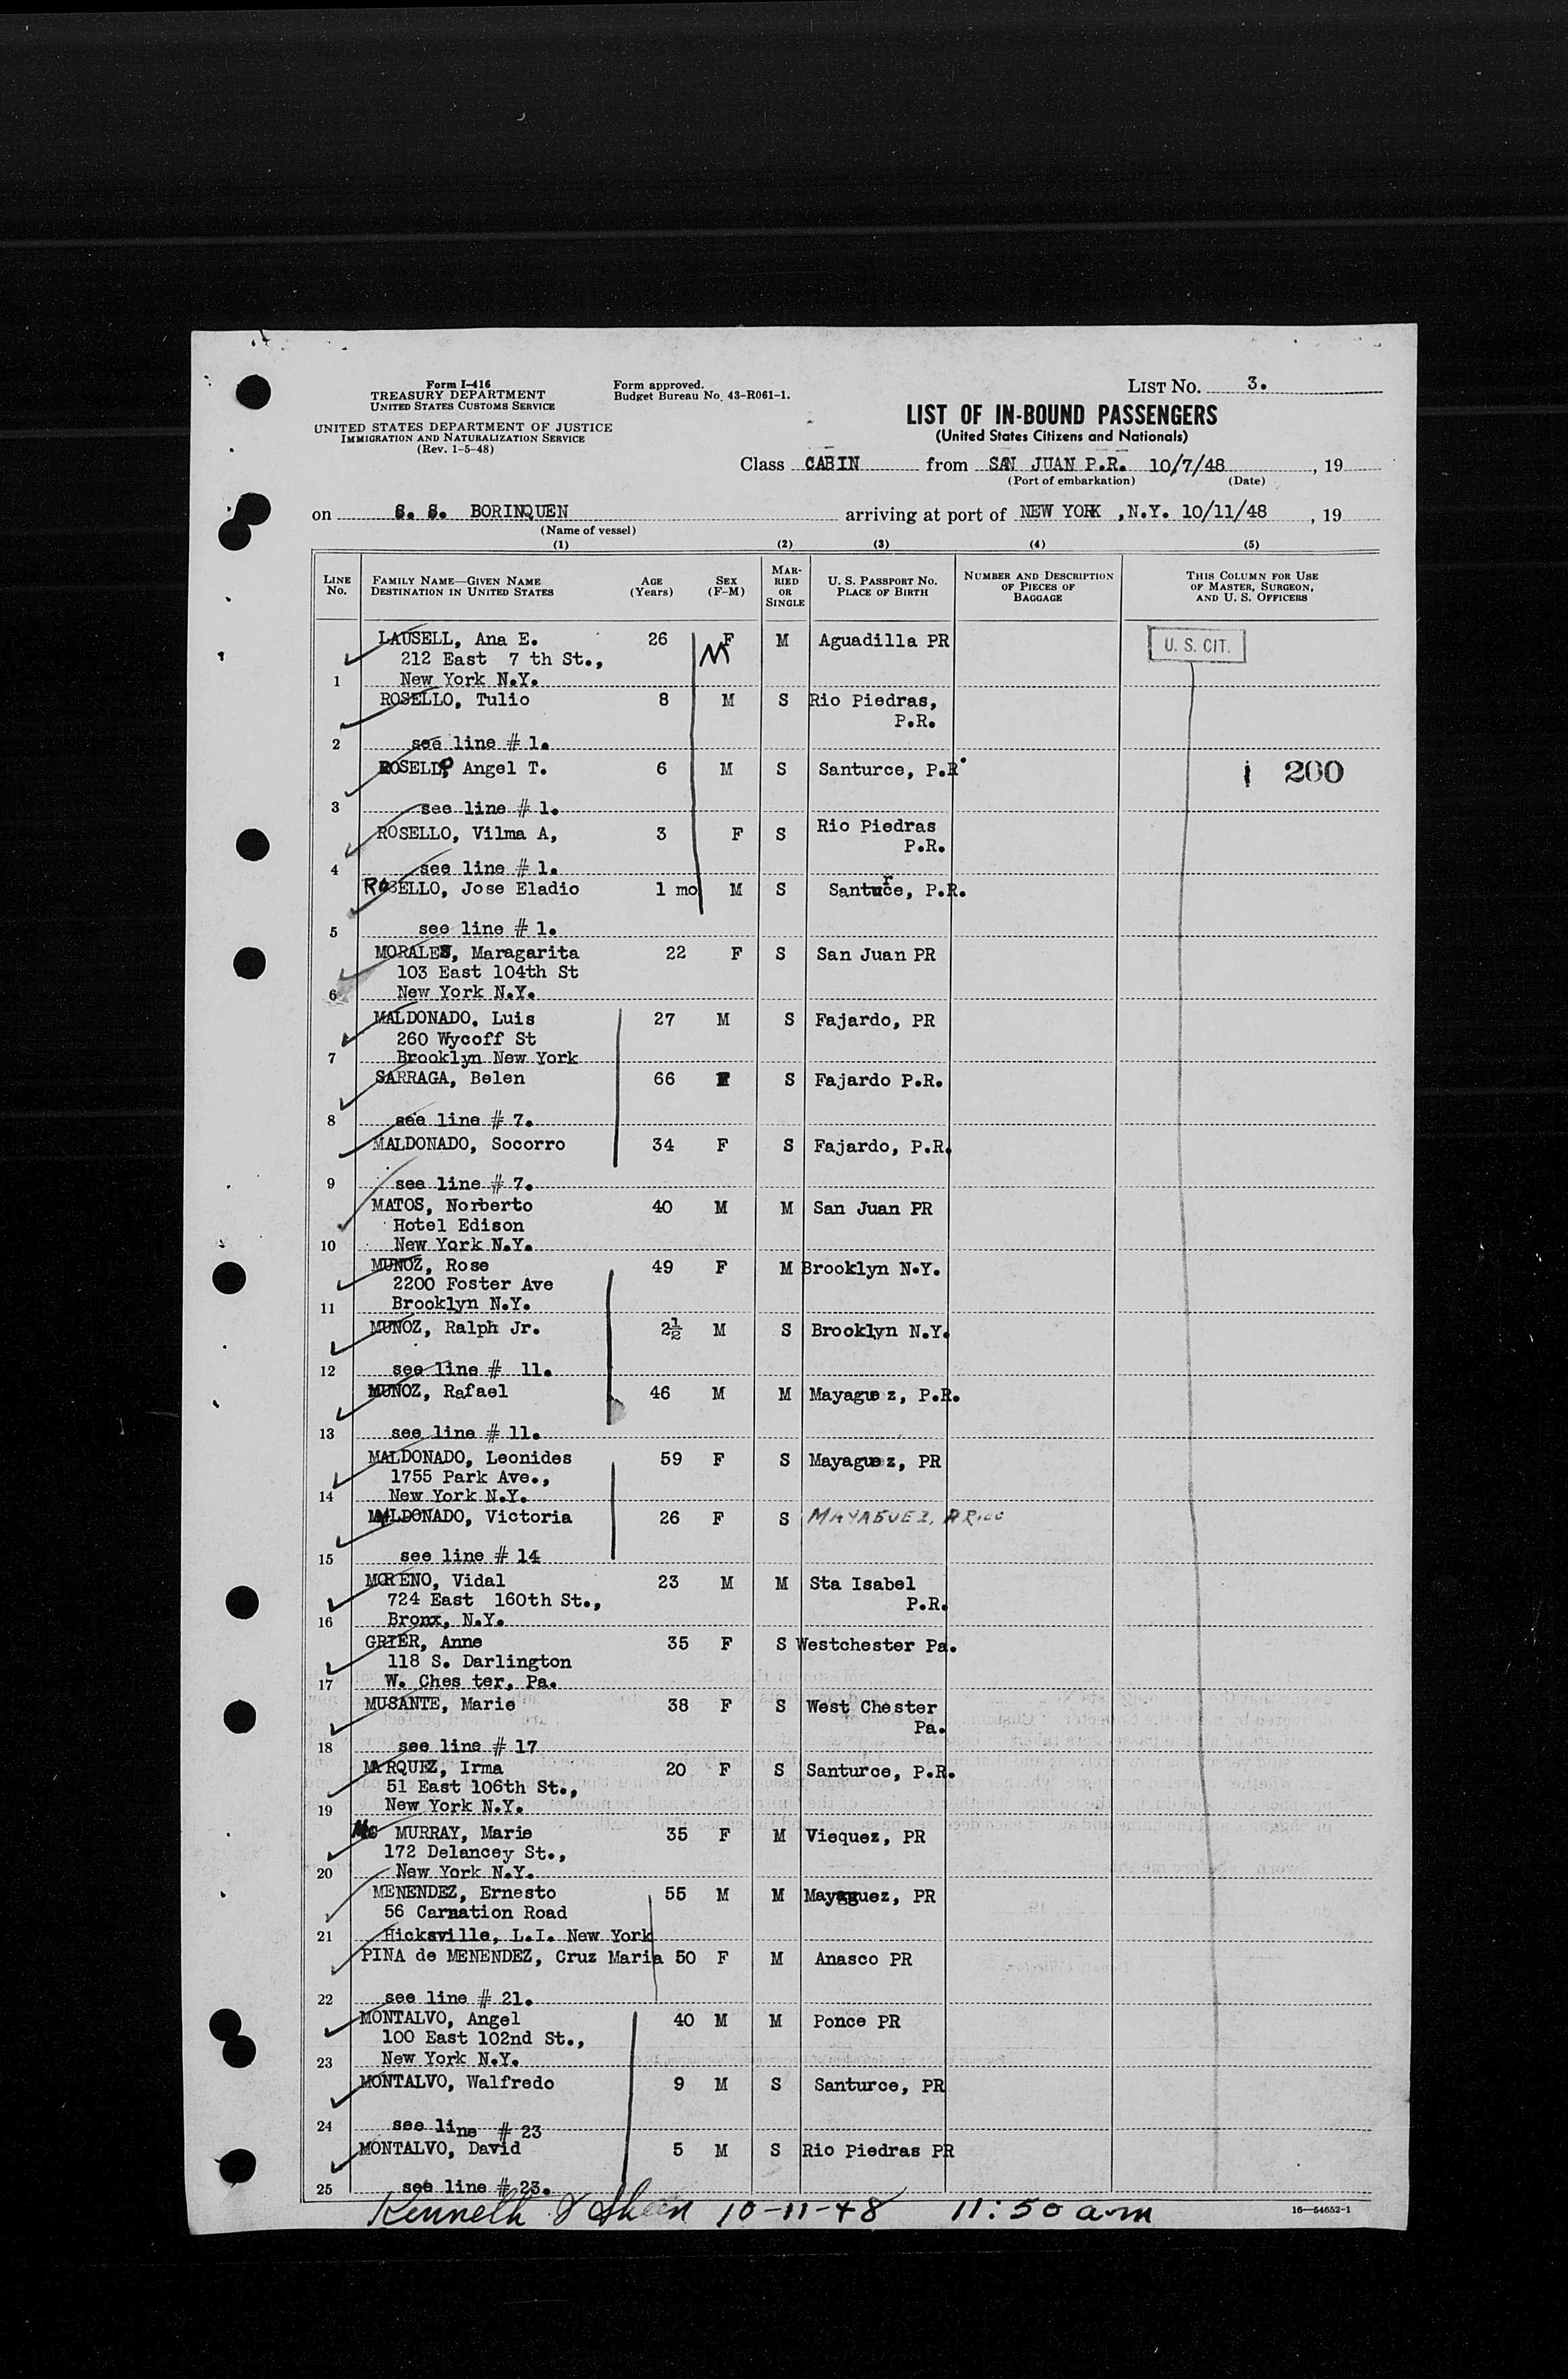 Form I-416
TREASURY DEPARTMENT
UNITED STATES CUSTOMS SERVICE
UNITED STATES DEPARTMENT OF JUSTICE
IMMIGRATION AND NATURALIZATION SERVICE
(Rev. 1-5-48)
Form approved.
Budget Bureau No. 43-R061-1.
LIST NO. 3.
LIST OF IN-BOUND PASSENGERS
(United States Citizens and Nationals)
Class CABIN from SAN JUAN P.R. 10/7/48, 19
(Port of embarkation) (Date)
on S. S. BORINQUEN arriving at port of NEW YORK ,N.Y. 10/11/48, 19
(Name of vessel)
(1) (2) (3) (4) (5)
LINE NO. FAMILY NAME—GIVEN NAME DESTINATION IN UNITED STATES AGE (Years) SEX (F-M) MARRIED OR SINGLE U. S. PASSPORT NO. PLACE OF BIRTH NUMBER AND DESCRIPTION OF PIECES OF BAGGAGE THIS COLUMN FOR USE OF MASTER, SURGEON, AND U. S. OFFICERS
LAUSELL, Ana E. 26 F M M Aguadilla PR U. S. CIT.
212 East 7 th St.,
1 New York N.Y.
ROSELLO, Tulio 8 M S Rio Piedras,
P.R.
2 see line # 1.
ROSELLO Angel T. 6 M S Santurce, P.R. 200
3 see line # 1.
ROSELLO, Vilma A, 3 F S Rio Piedras
P.R.
4 see line # 1.
ROSELLO, Jose Eladio 1 mo M S Santurce, P.R.
5 see line # 1.
MORALES, Maragarita 22 F S San Juan PR
103 East 104th St
6 New York N.Y.
MALDONADO, Luis 27 M S Fajardo, PR
260 Wycoff St
7 Brooklyn New York
SARRAGA, Belen 66 F S Fajardo P.R.
8 see line # 7.
MALDONADO, Socorro 34 F S Fajardo, P.R.
9 see line # 7.
MATOS, Norberto 40 M M San Juan PR
Hotel Edison
10 New York N.Y.
MUNOZ, Rose 49 F M Brooklyn N.Y.
2200 Foster Ave
11 Brooklyn N.Y.
MUNOZ, Ralph Jr. 2½ M S Brooklyn N.Y.
12 see line # 11.
MUNOZ, Rafael 46 M M Mayaguez, P.R.
13 see line # 11.
MALDONADO, Leonides 59 F S Mayaguez, PR
1755 Park Ave.,
14 New York N.Y.
MALDONADO, Victoria 26 F S MAYAGUEZ,
15 see line # 14
MORENO, Vidal 23 M M Sta Isabel
724 East 160th St., P.R.
16 Bronx, N.Y.
GRIER, Anne 35 F S Westchester Pa.
118 S. Darlington
17 W. Ches ter, Pa.
MUSANTE, Marie 38 F S West Chester
Pa.
18 see line # 17
MARQUEZ, Irma 20 F S Santurce, P.R.
51 East 106th St.,
19 New York N.Y.
Mc MURRAY, Marie 35 F M Viequez, PR
172 Delancey St.,
20 New York N.Y.
MENENDEZ, Ernesto 55 M M Mayaguez, PR
56 Carnation Road
21 Hicksville, L.I. New York
PINA de MENENDEZ, Cruz Maria 50 F M Anasco PR
22 see line # 21.
MONTALVO, Angel 40 M M Ponce PR
100 East 102nd St.,
23 New York N.Y.
MONTALVO, Walfredo 9 M S Santurce, PR
24 see line # 23
MONTALVO, David 5 M S Rio Piedras PR
25 see line # 23.
Kenneth 10-11-48 11:50 am
16—54652-1